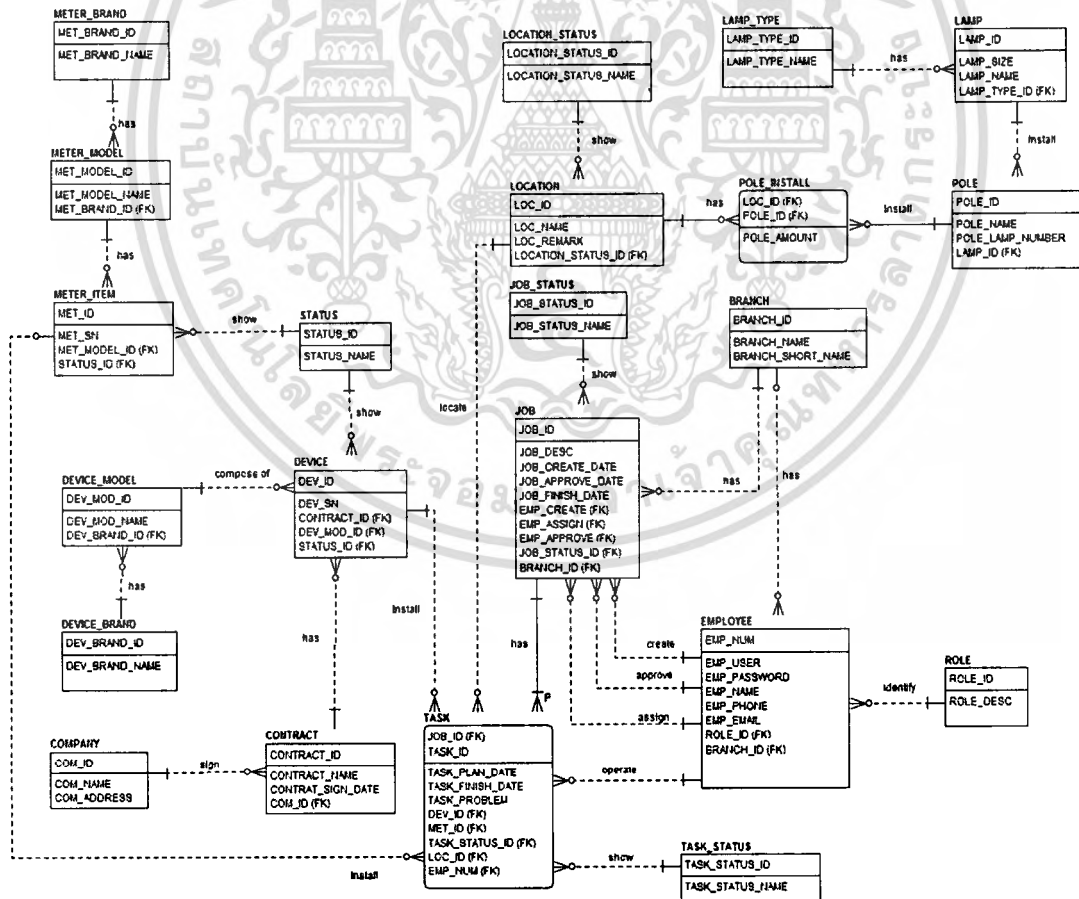 METER_BRAND
MET_BRAND_ID
MET_BRAND_NAME
has
METER_MODEL
MET_MODEL_ID
MET_MODEL_NAME
MET_BRAND_ID (FK)
has
METER_ITEM
MET_ID
MET_SN
MET_MODEL_ID (FK)
STATUS_ID (FK)
show
STATUS
STATUS_ID
STATUS_NAME
show
LOCATION_STATUS
LOCATION_STATUS_ID
LOCATION_STATUS_NAME
show
LOCATION
LOC_ID
LOC_NAME
LOC_REMARK
LOCATION_STATUS_ID (FK)
has
LAMP_TYPE
LAMP_TYPE_ID
LAMP_TYPE_NAME
has
LAMP
LAMP_ID
LAMP_SIZE
LAMP_NAME
LAMP_TYPE_ID (FK)
install
POLE_INSTALL
LOC_ID (FK)
POLE_ID (FK)
POLE_AMOUNT
install
POLE
POLE_ID
POLE_NAME
POLE_LAMP_NUMBER
LAMP_ID (FK)
JOB_STATUS
JOB_STATUS_ID
JOB_STATUS_NAME
show
BRANCH
BRANCH_ID
BRANCH_NAME
BRANCH_SHORT_NAME
has
has
locate
JOB
JOB_ID
JOB_DESC
JOB_CREATE_DATE
JOB_APPROVE_DATE
JOB_FINISH_DATE
EMP_CREATE (FK)
EMP_ASSIGN (FK)
EMP_APPROVE (FK)
JOB_STATUS_ID (FK)
BRANCH_ID (FK)
DEVICE_MODEL
DEV_MOD_ID
DEV_MOD_NAME
DEV_BRAND_ID (FK)
compose of
DEVICE
DEV_ID
DEV_SN
CONTRACT_ID (FK)
DEV_MOD_ID (FK)
STATUS_ID (FK)
has
DEVICE_BRAND
DEV_BRAND_ID
DEV_BRAND_NAME
has
install
has
P
create
approve
assign
EMPLOYEE
EMP_NUM
EMP_USER
EMP_PASSWORD
EMP_NAME
EMP_PHONE
EMP_EMAIL
ROLE_ID (FK)
BRANCH_ID (FK)
identify
ROLE
ROLE_ID
ROLE_DESC
COMPANY
COM_ID
COM_NAME
COM_ADDRESS
sign
CONTRACT
CONTRACT_ID
CONTRACT_NAME
CONTRAT_SIGN_DATE
COM_ID (FK)
TASK
JOB_ID (FK)
TASK_ID
TASK_PLAN_DATE
TASK_FINISH_DATE
TASK_PROBLEM
DEV_ID (FK)
MET_ID (FK)
TASK_STATUS_ID (FK)
LOC_ID (FK)
EMP_NUM (FK)
operate
install
show
TASK_STATUS
TASK_STATUS_ID
TASK_STATUS_NAME